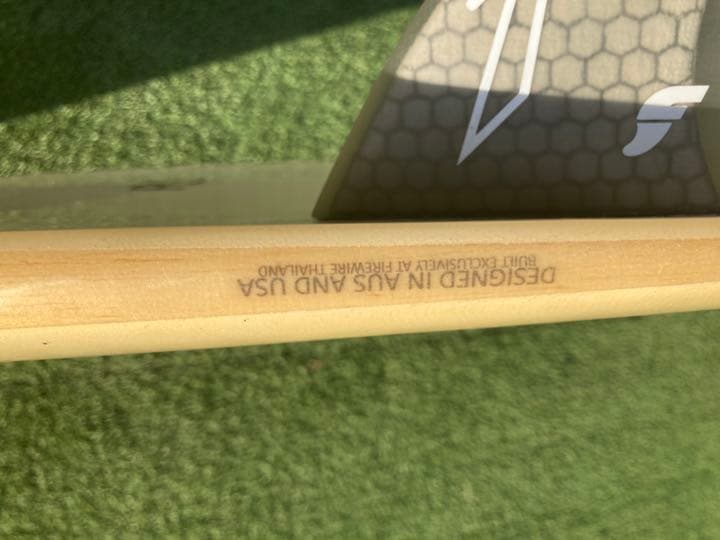 DESIGNED IN AUS AND USA
BUILT EXCLUSIVELY AT FIREWIRE THAILAND